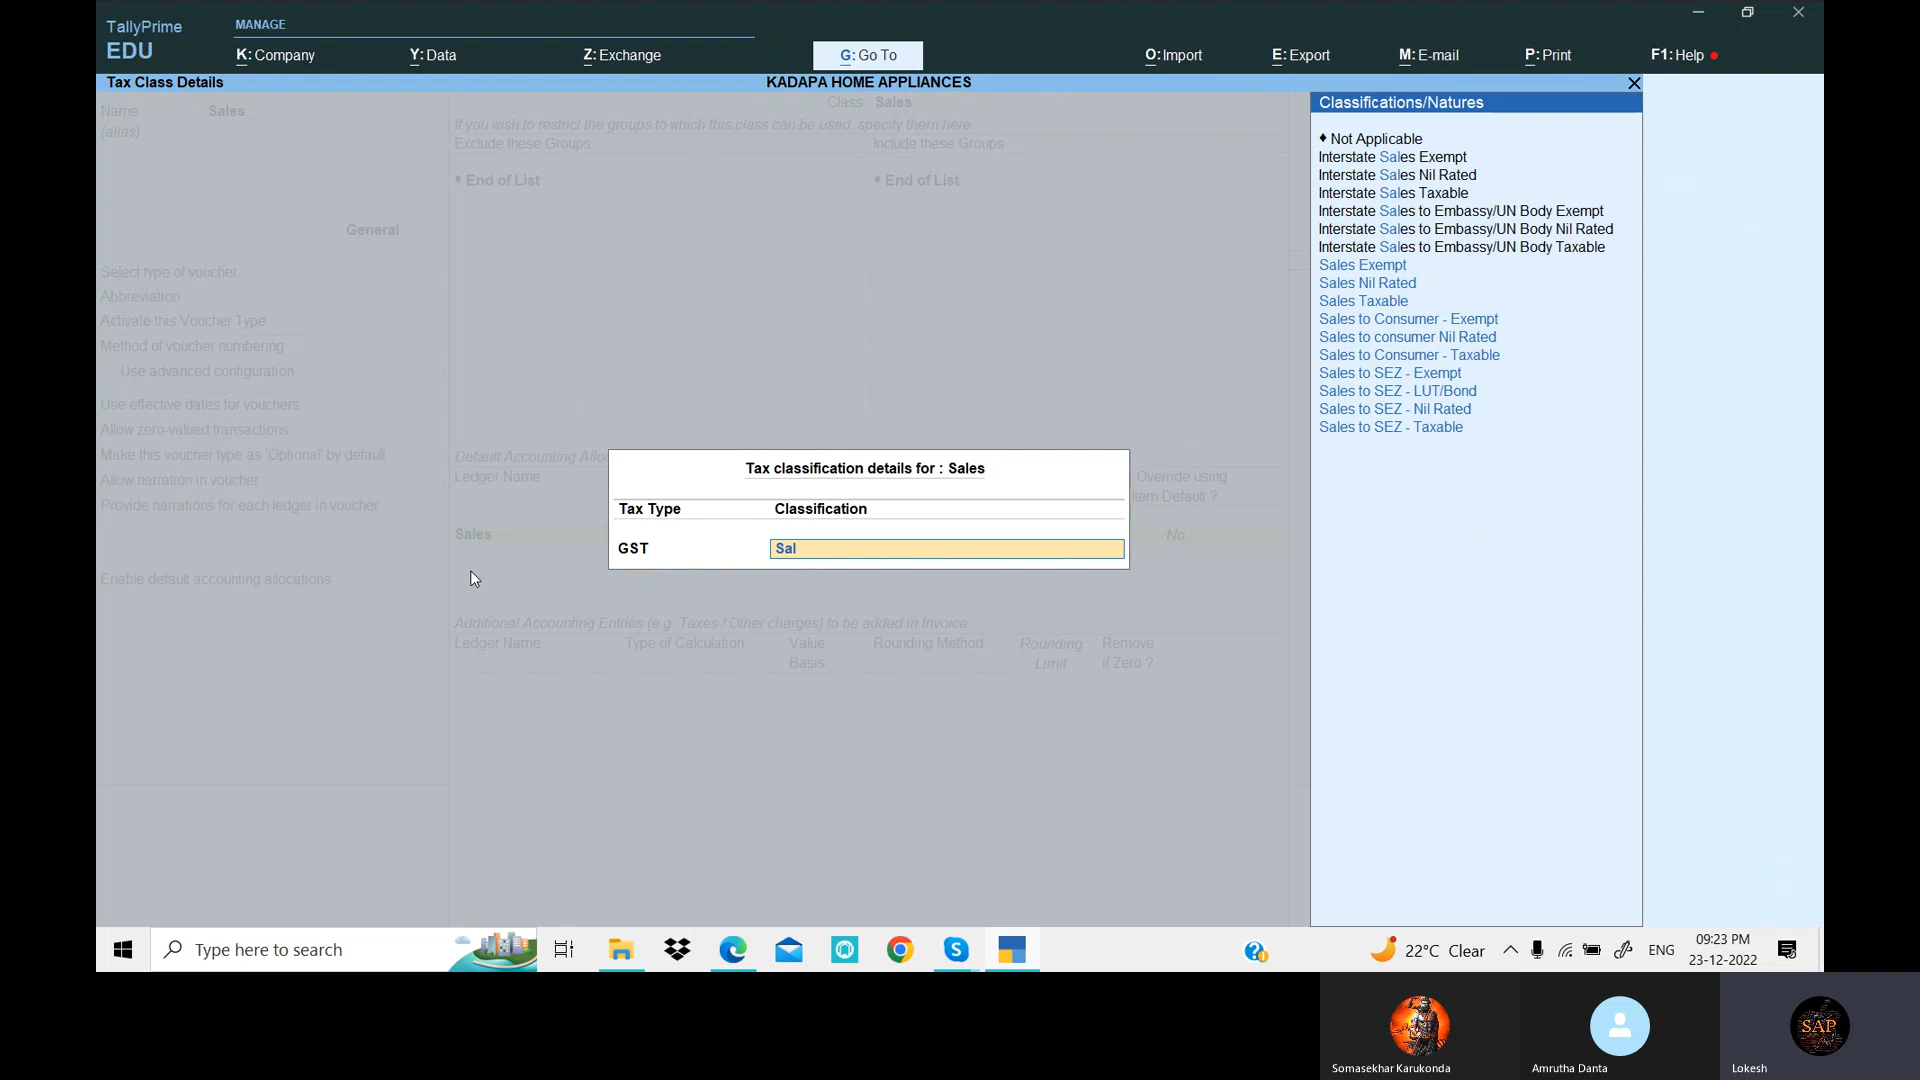 TallyPrime
EDU
MANAGE
K: Company
Y: Data
Z: Exchange
G: Go To
O: Import
E: Export
M: E-mail
P: Print
F1: Help
Tax Class Details
KADAPA HOME APPLIANCES
Name
Sales
(alias)
General
Select type of voucher
Abbreviation
Activate this Voucher Type
Method of voucher numbering
Use advanced configuration
Use effective dates for vouchers
Allow zero-valued transactions
Make this voucher type as 'Optional' by default
Allow narration in voucher
Provide narrations for each ledger in voucher
Enable default accounting allocations
Class: Sales
If you wish to restrict the groups to which this class can be used, specify them here
Exclude these Groups
Include these Groups
♦ End of List
♦ End of List
Default Accounting Allo
Ledger Name
Override using
Item Default ?
Sales
No
Tax classification details for : Sales
Tax Type
Classification
GST
Sal
Additional Accounting Entries (e.g. Taxes / Other charges) to be added in Invoice
Ledger Name
Type of Calculation
Value
Basis
Rounding Method
Rounding
Limit
Remove
if Zero ?
Classifications/Natures
♦ Not Applicable
Interstate Sales Exempt
Interstate Sales Nil Rated
Interstate Sales Taxable
Interstate Sales to Embassy/UN Body Exempt
Interstate Sales to Embassy/UN Body Nil Rated
Interstate Sales to Embassy/UN Body Taxable
Sales Exempt
Sales Nil Rated
Sales Taxable
Sales to Consumer - Exempt
Sales to consumer Nil Rated
Sales to Consumer - Taxable
Sales to SEZ - Exempt
Sales to SEZ - LUT/Bond
Sales to SEZ - Nil Rated
Sales to SEZ - Taxable
Type here to search
22°C Clear
ENG
09:23 PM
23-12-2022
SAP
Somasekhar Karukonda
Amrutha Danta
Lokesh